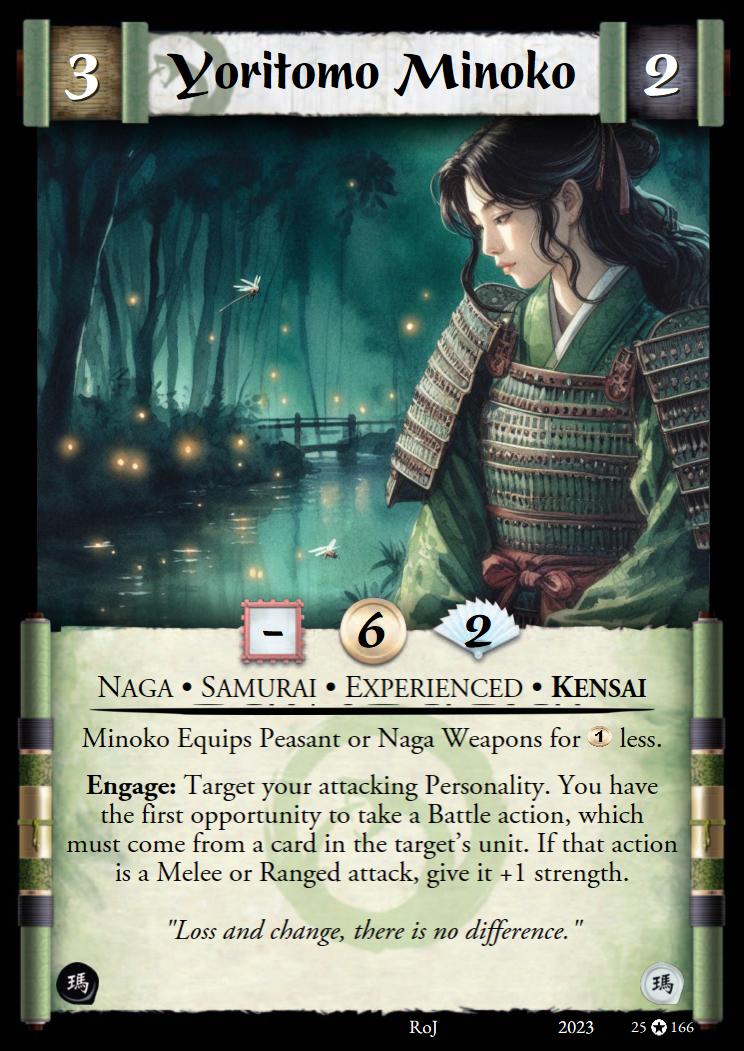 3 Yoritomo Minoko 2
- 6 2
NAGA • SAMURAI • EXPERIENCED • KENSAI
Minoko Equips Peasant or Naga Weapons for 1 less.
Engage: Target your attacking Personality. You have
the first opportunity to take a Battle action, which
must come from a card in the target's unit. If that action
is a Melee or Ranged attack, give it +1 strength.
"Loss and change, there is no difference."
瑪 瑪
RoJ 2023 25 ✪ 166